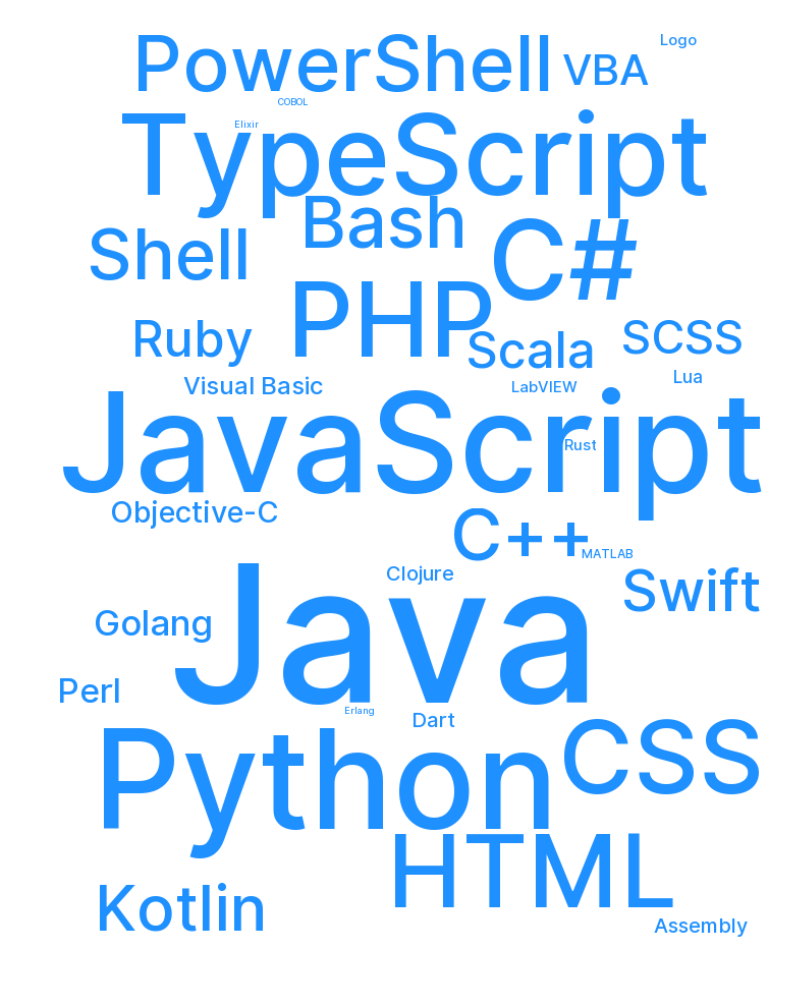 Logo
PowerShell VBA
COBOL
Elixir
TypeScript
Bash
Shell C#
PHP
Ruby Scala SCSS
Visual Basic LabVIEW Lua
JavaScript
Rust
Objective-C
C++
MATLAB
Clojure
Swift
Java
Golang
Perl
Erlang
Dart
Python CSS
HTML
Kotlin
Assembly